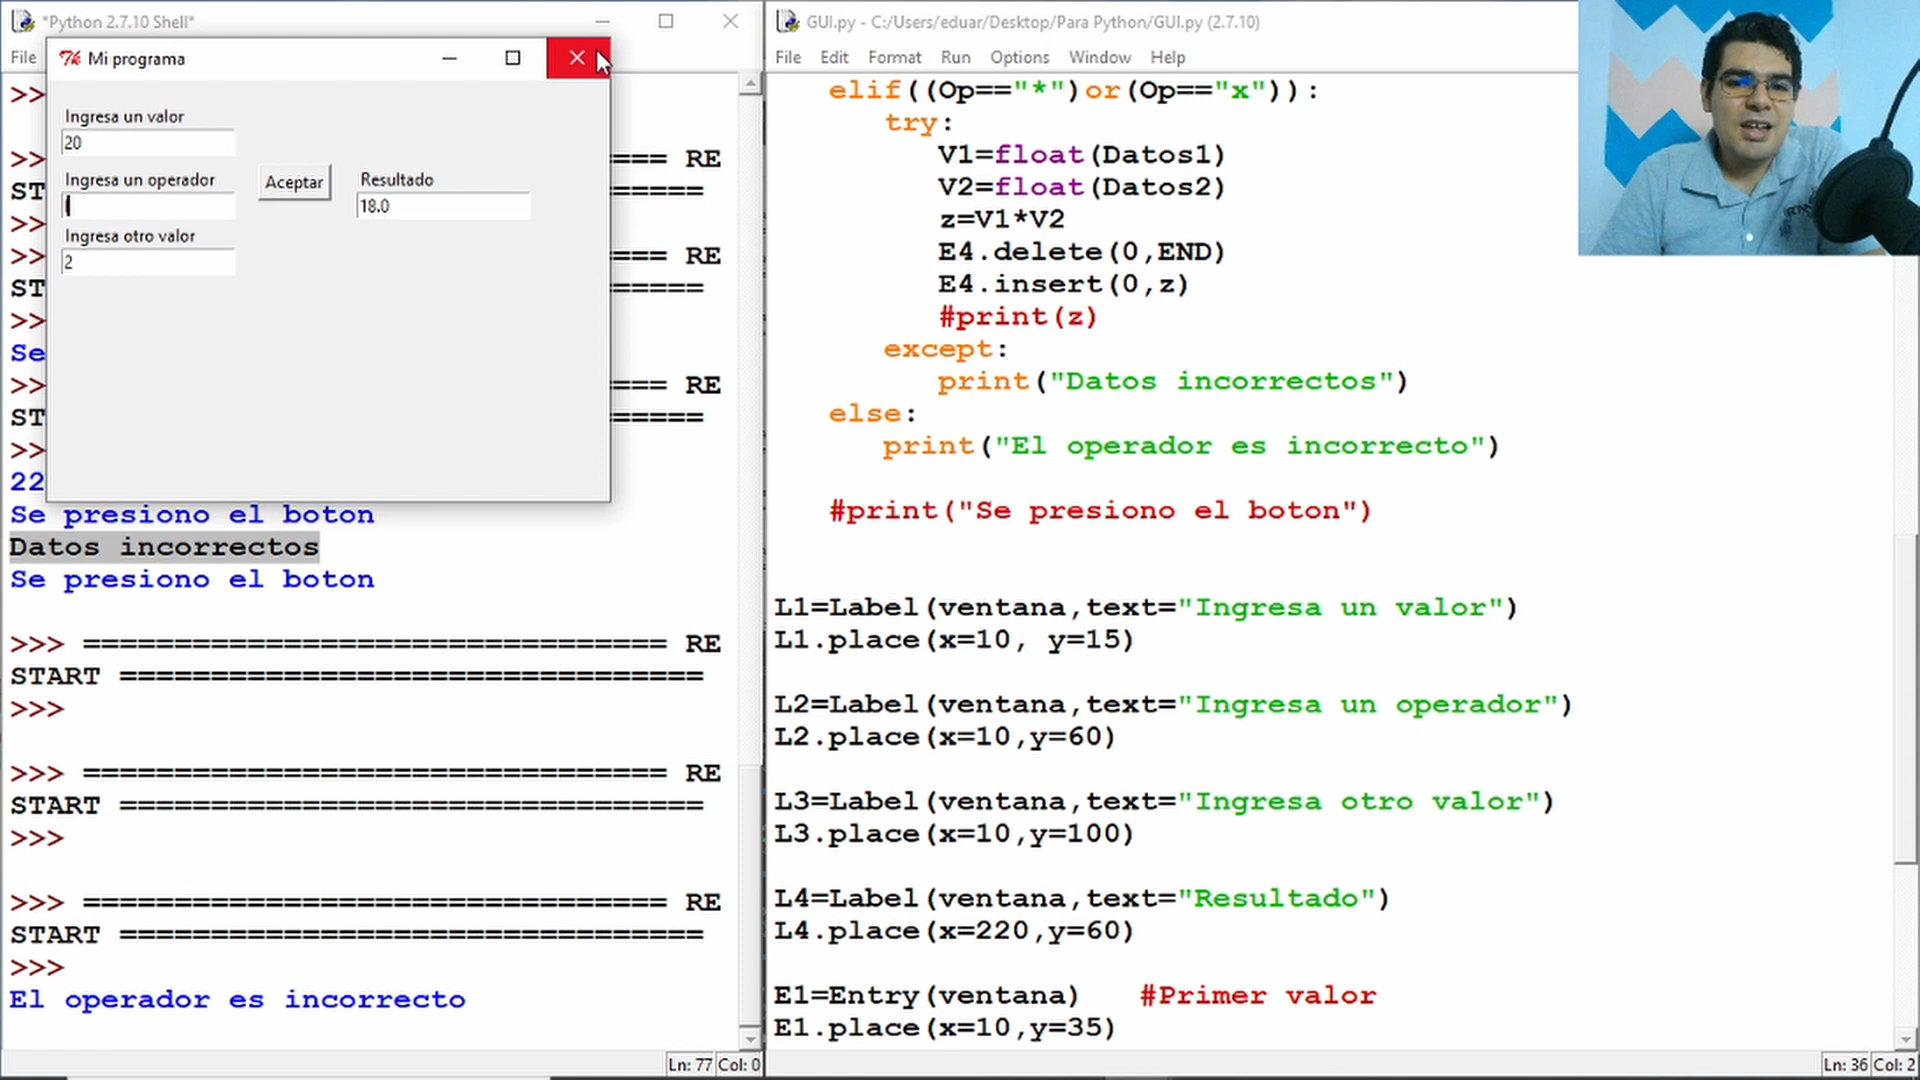 *Python 2.7.10 Shell*
File
Mi programa
Ingresa un valor
20
Ingresa un operador
Aceptar
Resultado
18.0
Ingresa otro valor
2
>>
>> === RE
ST =====
>>
>> === RE
ST =====
>>
Se
>> === RE
ST =====
>>
22
Se presiono el boton
Datos incorrectos
Se presiono el boton
>>> ================================ RE
START ================================
>>>
>>> ================================ RE
START ================================
>>>
>>> ================================ RE
START ================================
>>>
El operador es incorrecto
Ln: 77 Col: 0
GUI.py - C:/Users/eduar/Desktop/Para Python/GUI.py (2.7.10)
File Edit Format Run Options Window Help
elif((Op=="*")or(Op=="x")):
try:
V1=float(Datos1)
V2=float(Datos2)
z=V1*V2
E4.delete(0,END)
E4.insert(0,z)
#print(z)
except:
print("Datos incorrectos")
else:
print("El operador es incorrecto")
#print("Se presiono el boton")
L1=Label(ventana,text="Ingresa un valor")
L1.place(x=10, y=15)
L2=Label(ventana,text="Ingresa un operador")
L2.place(x=10,y=60)
L3=Label(ventana,text="Ingresa otro valor")
L3.place(x=10,y=100)
L4=Label(ventana,text="Resultado")
L4.place(x=220,y=60)
E1=Entry(ventana) #Primer valor
E1.place(x=10,y=35)
Ln: 36 Col: 2